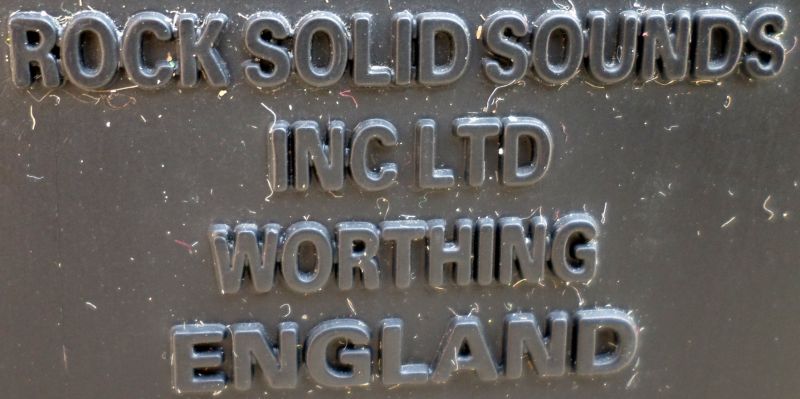 ROCK SOLID SOUNDS
INC LTD
WORTHING
ENGLAND